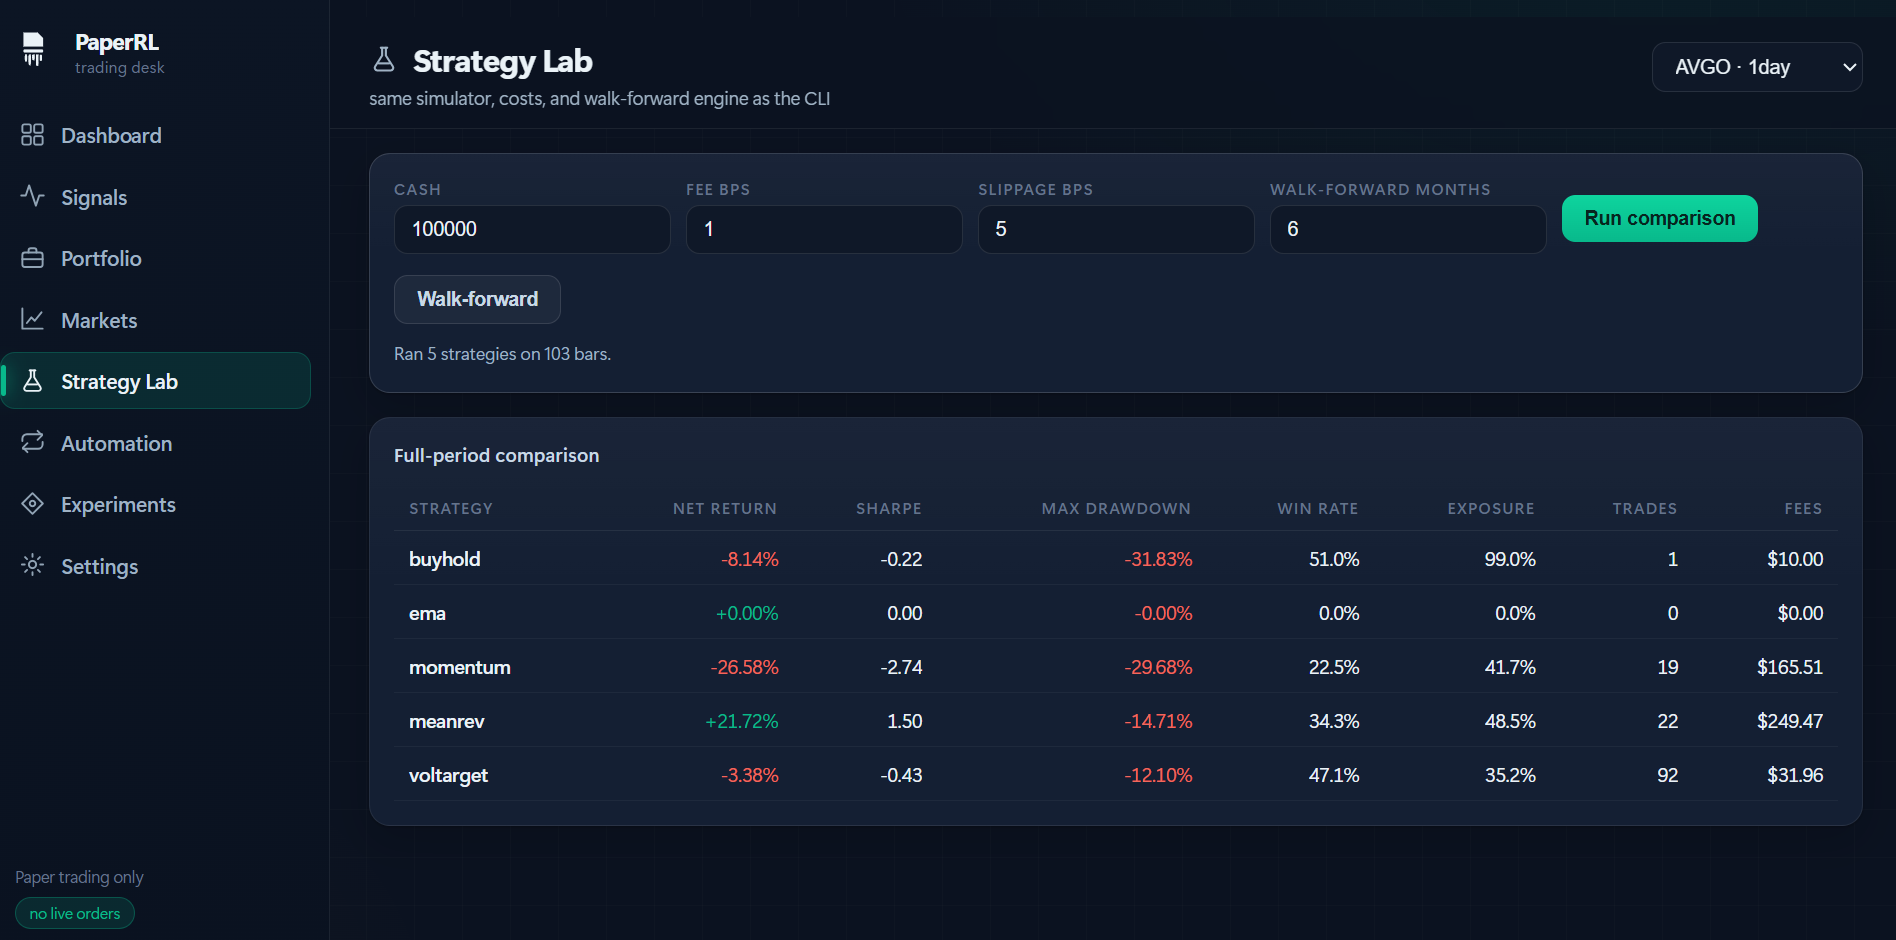 PaperRL
trading desk
Dashboard
Signals
Portfolio
Markets
Strategy Lab
Automation
Experiments
Settings
Paper trading only
no live orders
Strategy Lab
same simulator, costs, and walk-forward engine as the CLI
AVGO · 1day
CASH FEE BPS SLIPPAGE BPS WALK-FORWARD MONTHS
100000 1 5 6 Run comparison
Walk-forward
Ran 5 strategies on 103 bars.
Full-period comparison
STRATEGY NET RETURN SHARPE MAX DRAWDOWN WIN RATE EXPOSURE TRADES FEES
buyhold -8.14% -0.22 -31.83% 51.0% 99.0% 1 $10.00
ema +0.00% 0.00 -0.00% 0.0% 0.0% 0 $0.00
momentum -26.58% -2.74 -29.68% 22.5% 41.7% 19 $165.51
meanrev +21.72% 1.50 -14.71% 34.3% 48.5% 22 $249.47
voltarget -3.38% -0.43 -12.10% 47.1% 35.2% 92 $31.96